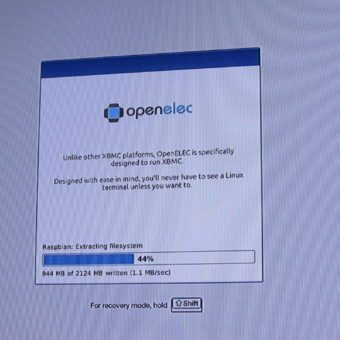 openelec
Unlike other XBMC platforms, OpenELEC is specifically
designed to run XBMC.
Designed with ease in mind, you'll never have to see a Linux
terminal unless you want to.
Raspbian: Extracting filesystem
44%
944 MB of 2124 MB written (1.1 MB/sec)
For recovery mode, hold ⇧ Shift